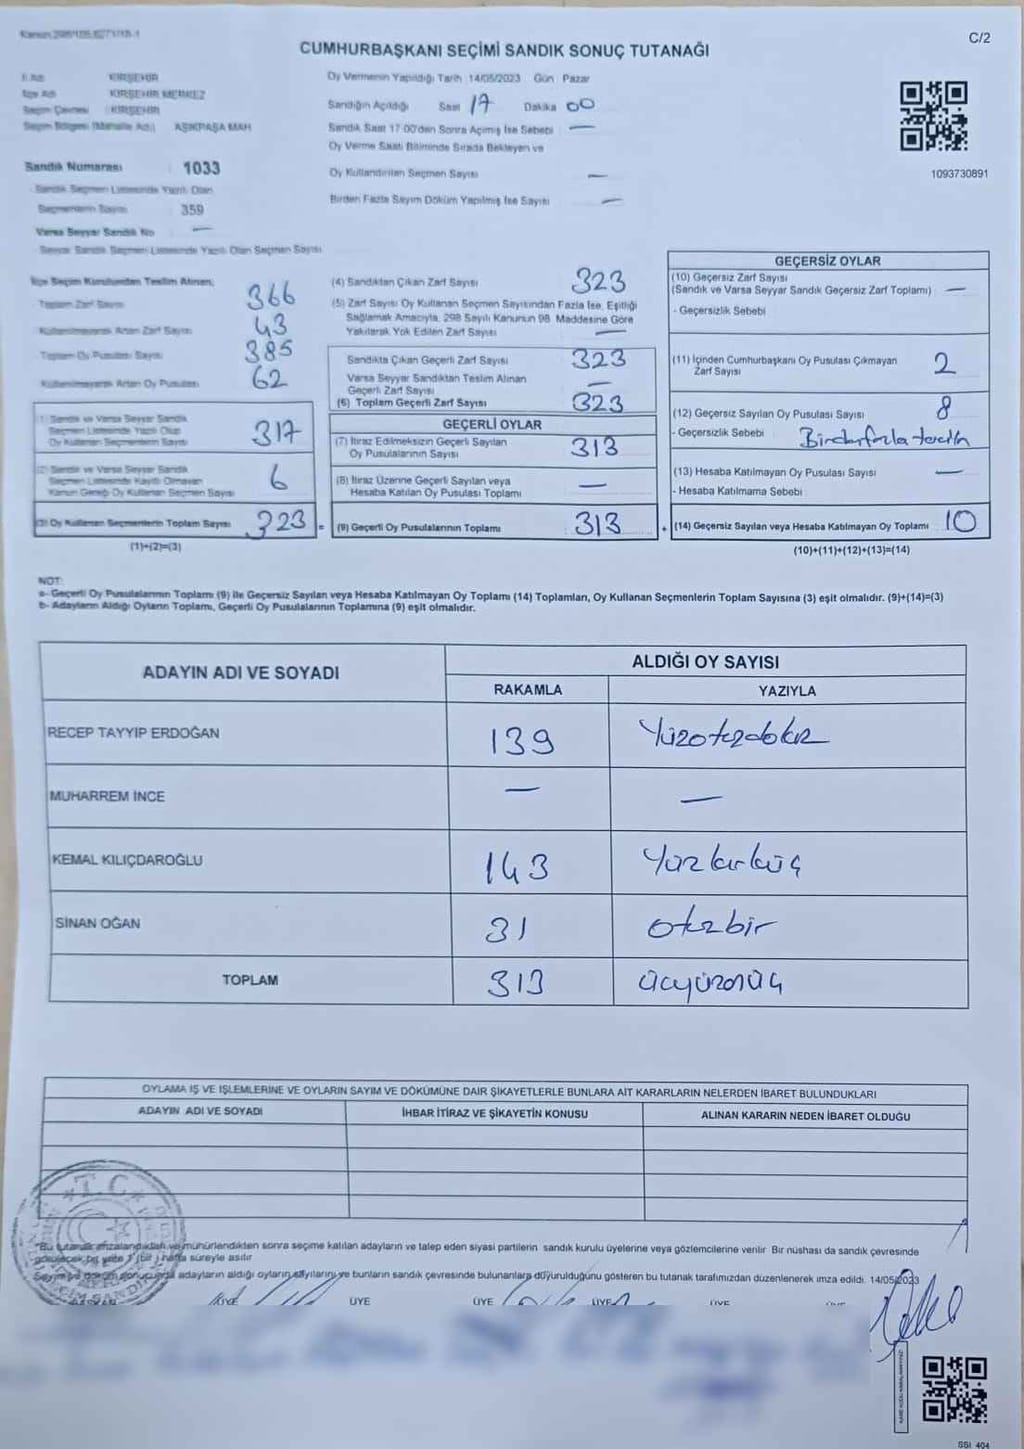 C/2
CUMHURBAŞKANI SEÇİMİ SANDIK SONUÇ TUTANAĞI
İli Adı KIRŞEHİR
İlçe Adı KIRŞEHİR MERKEZ
Seçim Çevresi KIRŞEHİR
Seçim Bölgesi (Mahalle Adı) AŞIKPAŞA MAH
Sandık Numarası : 1033
Sandık Seçmen Listesinde Yazılı Olan
Seçmenlerin Sayısı 359
Varsa Seyyar Sandık No —
Seyyar Sandık Seçmen Listesinde Yazılı Olan Seçmen Sayısı
Oy Vermenin Yapıldığı Tarih 14/05/2023 Gün Pazar
Sandığın Açıldığı Saat 17 Dakika 00
Sandık Saat 17:00'den Sonra Açımış İse Sebebi —
Oy Verme Saati Bitiminde Sırada Bekleyen ve
Oy Kullandırılan Seçmen Sayısı —
Birden Fazla Sayım Döküm Yapılmış İse Sayısı —
1093730891
İlçe Seçim Kurulundan Teslim Alınan;
Toplam Zarf Sayısı 366
Kullanılmayarak Artan Zarf Sayısı 43
Toplam Oy Pusulası Sayısı 385
Kullanılmayarak Artan Oy Pusulası 62
(1) Sandık ve Varsa Seyyar Sandık
Seçmen Listesinde Yazılı Olup
Oy Kullanan Seçmenlerin Sayısı 317
(2) Sandık ve Varsa Seyyar Sandık
Seçmen Listesinde Kayıtlı Olmayan
Kanun Gereği Oy Kullanan Seçmen Sayısı 6
(3) Oy Kullanan Seçmenlerin Toplam Sayısı 323 =
(1)+(2)=(3)
(4) Sandıktan Çıkan Zarf Sayısı 323
(5) Zarf Sayısı Oy Kullanan Seçmen Sayısından Fazla İse, Eşitliği
Sağlamak Amacıyla, 298 Sayılı Kanunun 98. Maddesine Göre
Yakılarak Yok Edilen Zarf Sayısı —
Sandıkta Çıkan Geçerli Zarf Sayısı 323
Varsa Seyyar Sandıktan Teslim Alınan
Geçerli Zarf Sayısı —
(6) Toplam Geçerli Zarf Sayısı 323
GEÇERLİ OYLAR
(7) İtiraz Edilmeksizin Geçerli Sayılan
Oy Pusulalarının Sayısı 313
(8) İtiraz Üzerine Geçerli Sayılan veya
Hesaba Katılan Oy Pusulası Toplamı —
(9) Geçerli Oy Pusulalarının Toplamı 313 +
GEÇERSİZ OYLAR
(10) Geçersiz Zarf Sayısı
(Sandık ve Varsa Seyyar Sandık Geçersiz Zarf Toplamı) —
- Geçersizlik Sebebi
(11) İçinden Cumhurbaşkanı Oy Pusulası Çıkmayan
Zarf Sayısı 2
(12) Geçersiz Sayılan Oy Pusulası Sayısı 8
- Geçersizlik Sebebi Birdenfazla tercih
(13) Hesaba Katılmayan Oy Pusulası Sayısı —
- Hesaba Katılmama Sebebi
(14) Geçersiz Sayılan veya Hesaba Katılmayan Oy Toplamı 10
(10)+(11)+(12)+(13)=(14)
NOT:
a- Geçerli Oy Pusulalarının Toplamı (9) ile Geçersiz Sayılan veya Hesaba Katılmayan Oy Toplamı (14) Toplamları, Oy Kullanan Seçmenlerin Toplam Sayısına (3) eşit olmalıdır. (9)+(14)=(3)
b- Adayların Aldığı Oyların Toplamı, Geçerli Oy Pusulalarının Toplamına (9) eşit olmalıdır.
ADAYIN ADI VE SOYADI ALDIĞI OY SAYISI
RAKAMLA YAZIYLA
RECEP TAYYİP ERDOĞAN 139 Yüzotuzdokuz
MUHARREM İNCE — —
KEMAL KILIÇDAROĞLU 143 Yüzkırküç
SİNAN OĞAN 31 otuzbir
TOPLAM 313 üçyüzonüç
OYLAMA İŞ VE İŞLEMLERİNE VE OYLARIN SAYIM VE DÖKÜMÜNE DAİR ŞİKAYETLERLE BUNLARA AİT KARARLARIN NELERDEN İBARET BULUNDUKLARI
ADAYIN ADI VE SOYADI İHBAR İTİRAZ VE ŞİKAYETİN KONUSU ALINAN KARARIN NEDEN İBARET OLDUĞU
T.C.
*Bu tutanak imzalandıktan ve mühürlendikten sonra seçime katılan adayların ve talep eden siyasi partilerin sandık kurulu üyelerine veya gözlemcilerine verilir. Bir nüshası da sandık çevresinde
görülecek bir yerde 1 (bir) hafta süreyle asılır.
Sayım ve döküm sonucunda adayların aldığı oyların sayılarını ve bunların sandık çevresinde bulunanlara duyurulduğunu gösteren bu tutanak tarafımızdan düzenlenerek imza edildi. 14/05/2023
BAŞKAN ÜYE ÜYE ÜYE ÜYE ÜYE
SSI 404